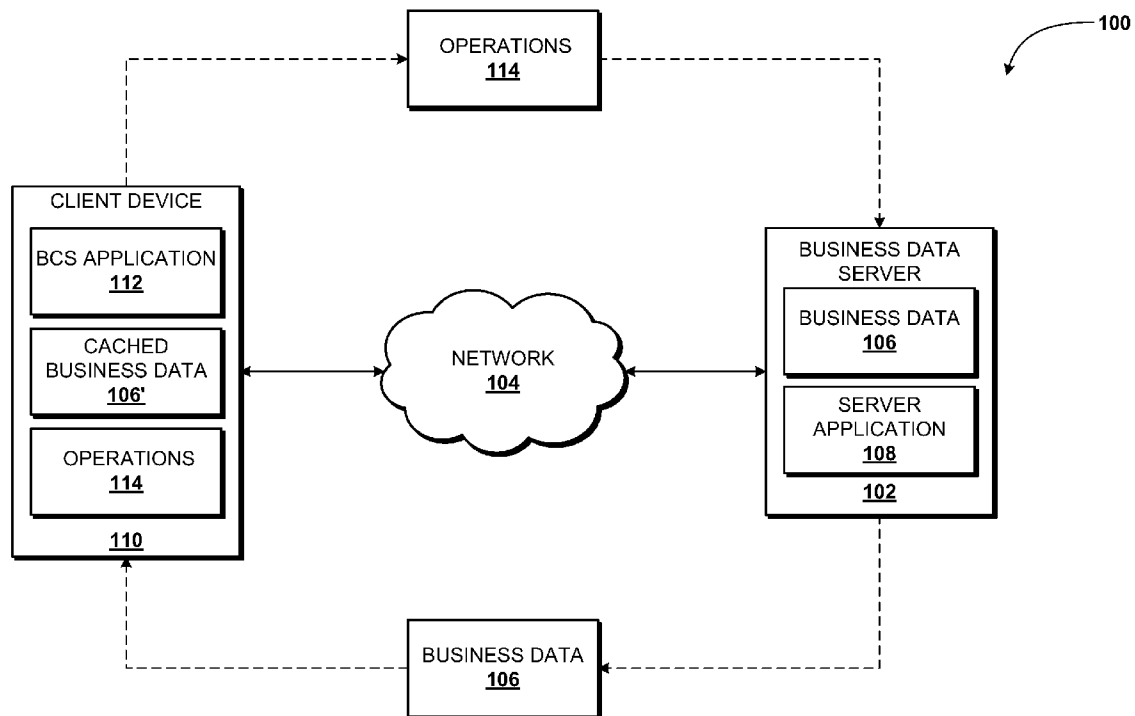 100
OPERATIONS
114
CLIENT DEVICE
BCS APPLICATION
112
CACHED
BUSINESS DATA
106'
OPERATIONS
114
110
NETWORK
104
BUSINESS DATA
SERVER
BUSINESS DATA
106
SERVER
APPLICATION
108
102
BUSINESS DATA
106